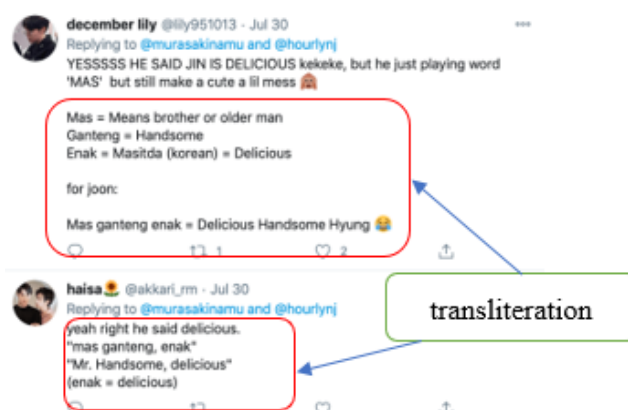 december lily @lily951013 · Jul 30
Replying to @murasakinamu and @hourlynj
YESSSSS HE SAID JIN IS DELICIOUS kekeke, but he just playing word
'MAS' but still make a cute a lil mess 🙈
Mas = Means brother or older man
Ganteng = Handsome
Enak = Masitda (korean) = Delicious
for joon:
Mas ganteng enak = Delicious Handsome Hyung 😂
1 2
haisa🌻 @akkari_rm · Jul 30
Replying to @murasakinamu and @hourlynj
yeah right he said delicious.
"mas ganteng, enak"
"Mr. Handsome, delicious"
(enak = delicious)
transliteration